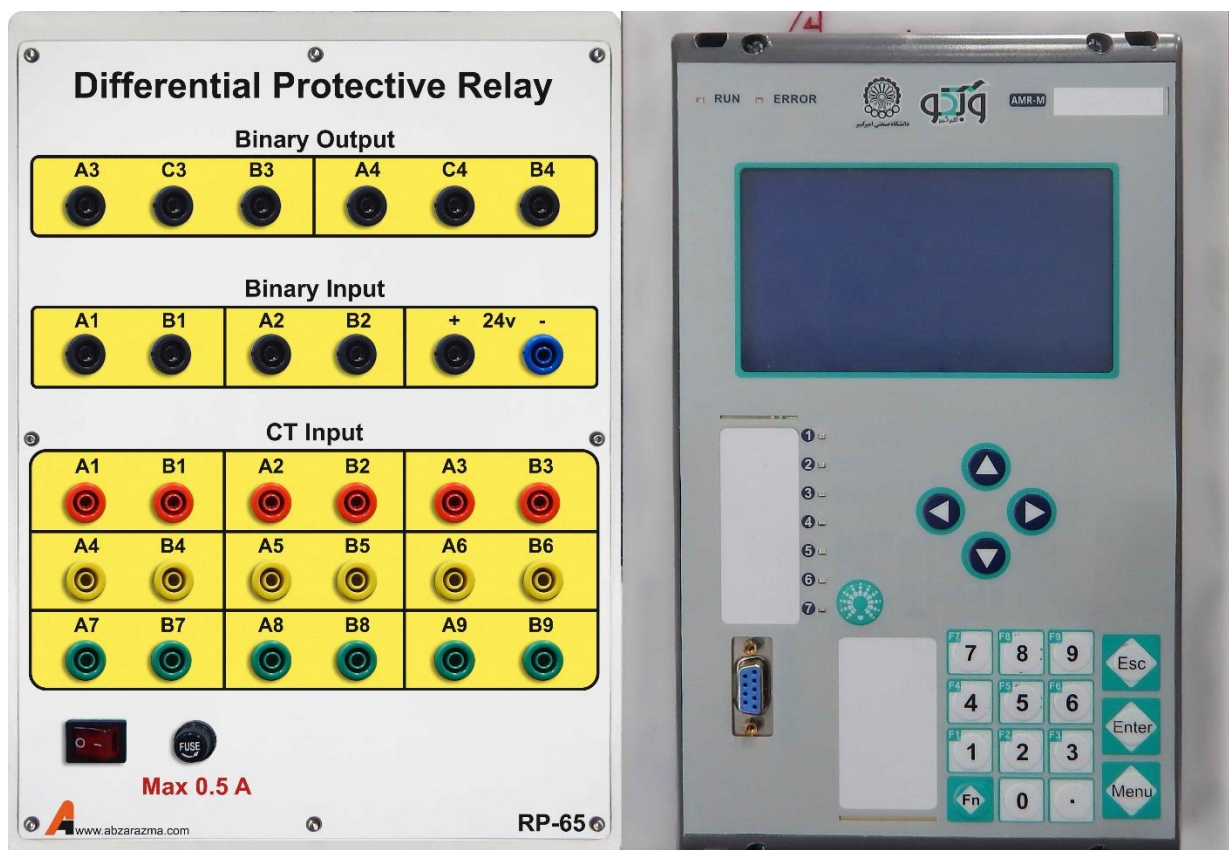 Differential Protective Relay
Binary Output
A3 C3 B3 A4 C4 B4
Binary Input
A1 B1 A2 B2 + 24v -
CT Input
A1 B1 A2 B2 A3 B3
A4 B4 A5 B5 A6 B6
A7 B7 A8 B8 A9 B9
O -
FUSE
Max 0.5 A
www.abzarazma.com
RP-65
RUN ERROR
دانشگاه صنعتی امیرکبیر
AMR-M
1
2
3
4
5
6
7
F7 7 F8 8 F9 9 Esc
F4 4 F5 5 F6 6
F1 1 F2 2 F3 3 Enter
Fn 0 . Menu